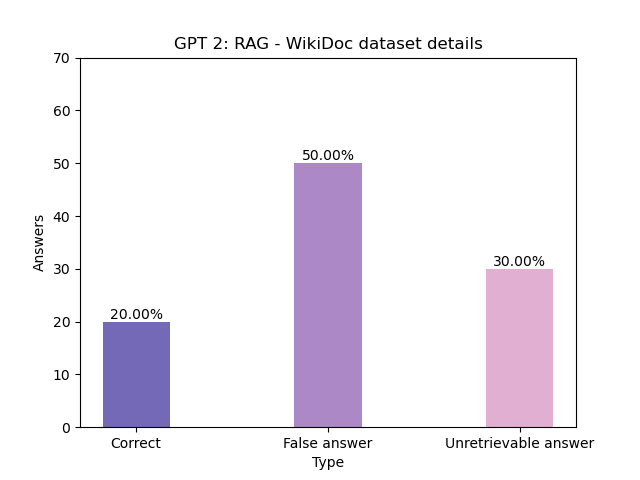 GPT 2: RAG - WikiDoc dataset details
70
60
50
40
30
20
10
0
Answers
20.00%
50.00%
30.00%
Correct
False answer
Unretrievable answer
Type